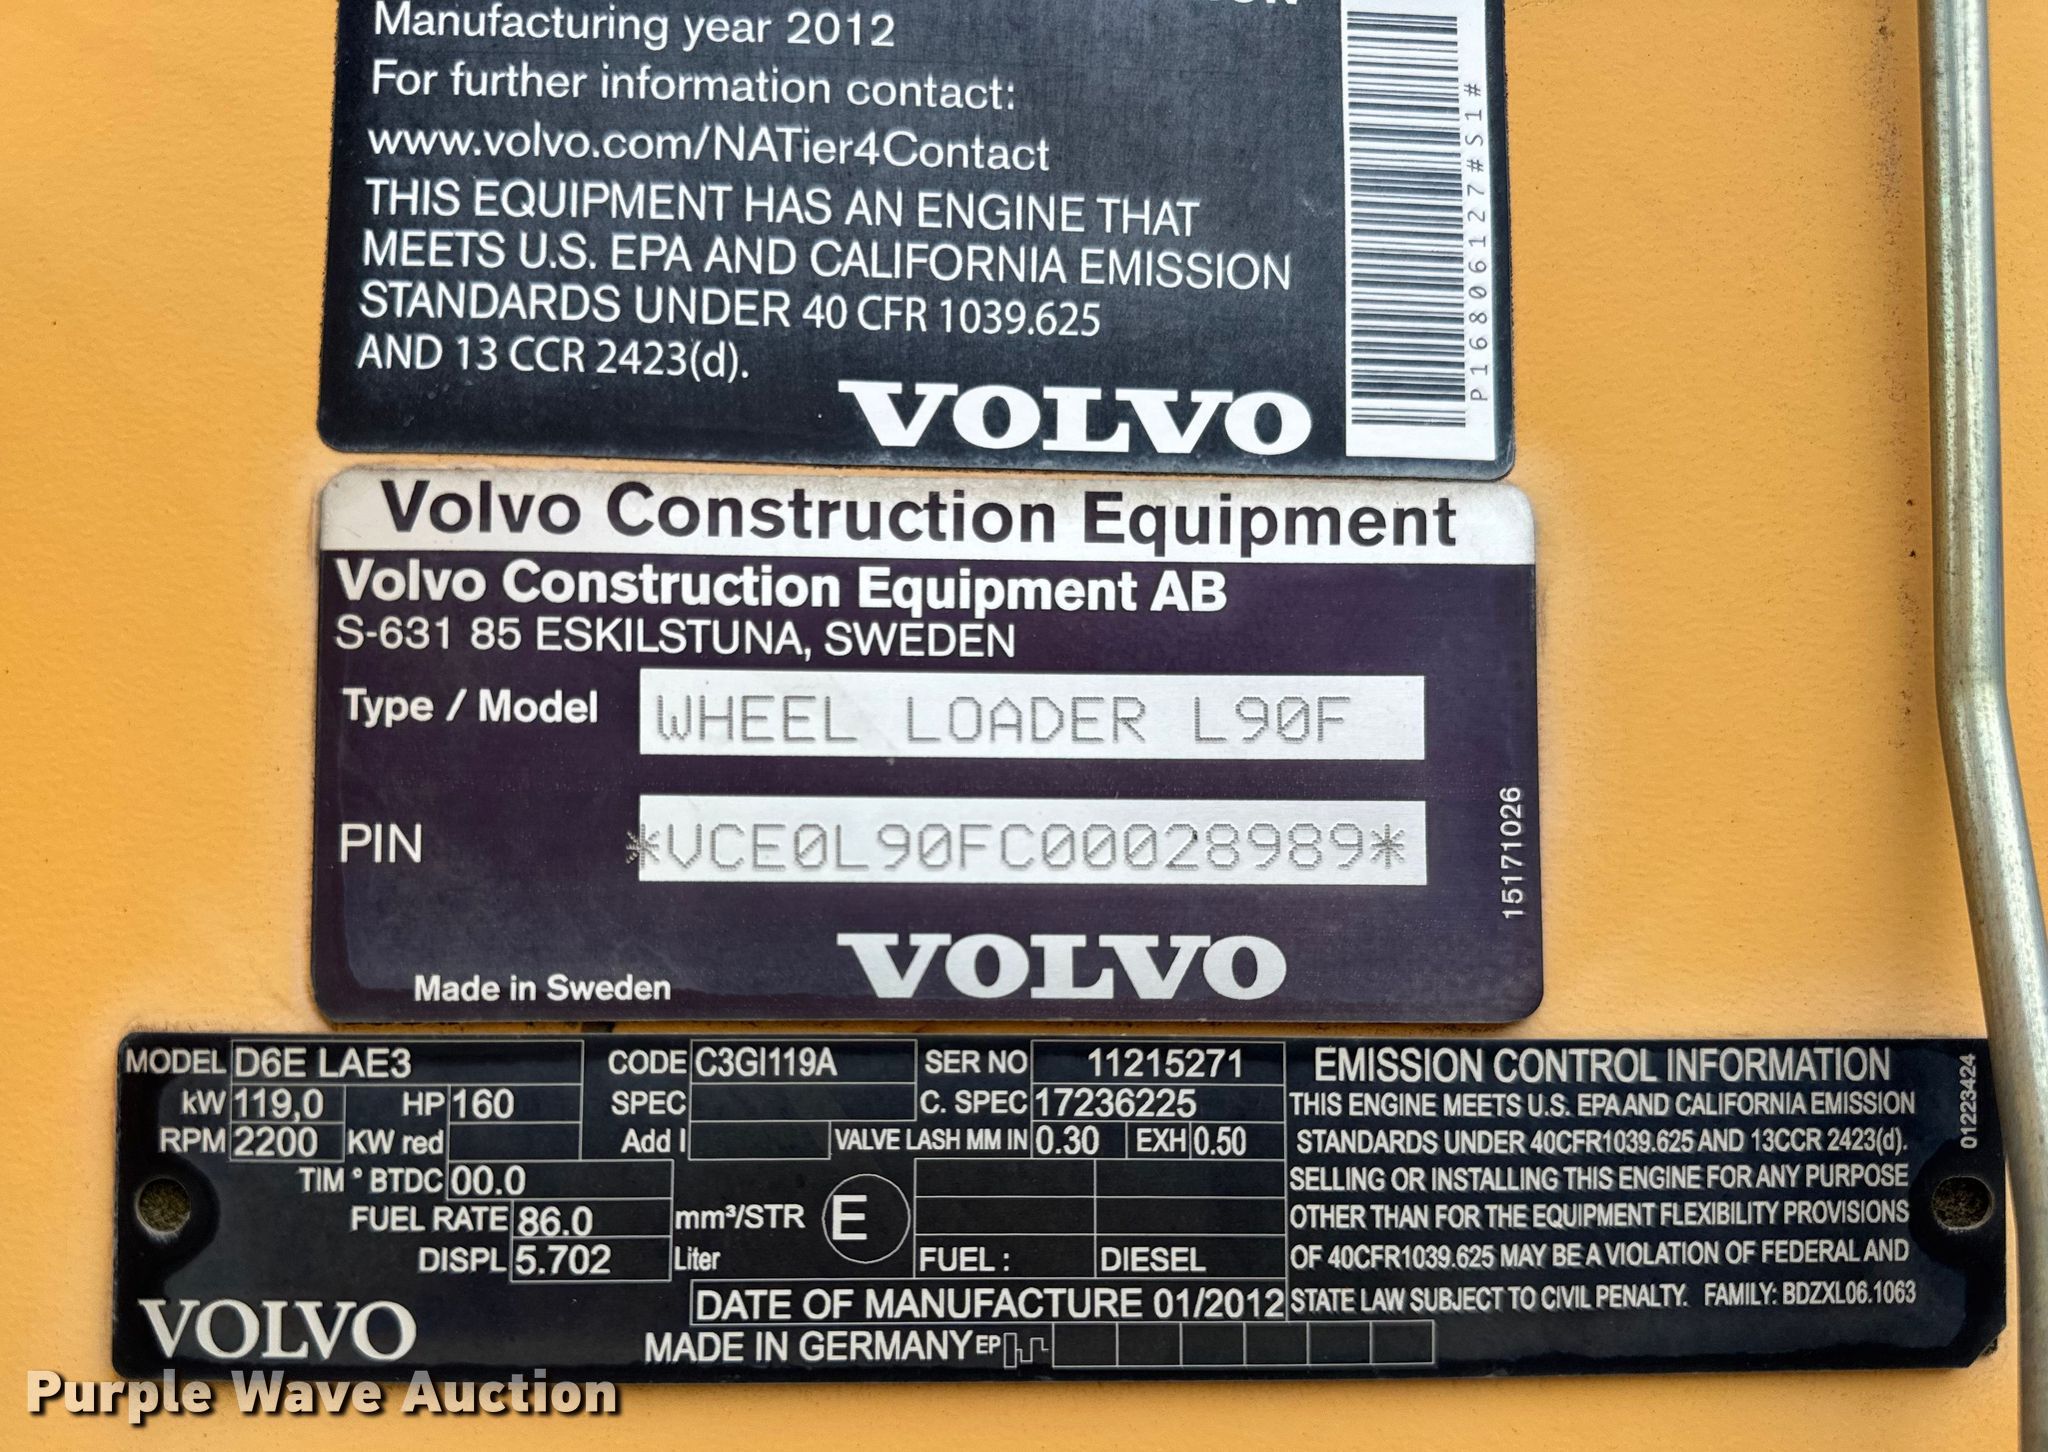 Manufacturing year 2012
For further information contact:
www.volvo.com/NATier4Contact
THIS EQUIPMENT HAS AN ENGINE THAT
MEETS U.S. EPA AND CALIFORNIA EMISSION
STANDARDS UNDER 40 CFR 1039.625
AND 13 CCR 2423(d).
VOLVO
P16806127#S1#
Volvo Construction Equipment
Volvo Construction Equipment AB
S-631 85 ESKILSTUNA, SWEDEN
Type / Model WHEEL LOADER L90F
PIN *VCE0L90FC00028989*
15171026
Made in Sweden VOLVO
MODEL D6E LAE3 CODE C3GI119A SER NO 11215271
kW 119,0 HP 160 SPEC C. SPEC 17236225
RPM 2200 KW red Add I VALVE LASH MM IN 0.30 EXH 0.50
TIM ° BTDC 00.0
FUEL RATE 86.0 mm³/STR E
DISPL 5.702 Liter FUEL : DIESEL
DATE OF MANUFACTURE 01/2012
VOLVO MADE IN GERMANY EP
EMISSION CONTROL INFORMATION
THIS ENGINE MEETS U.S. EPA AND CALIFORNIA EMISSION
STANDARDS UNDER 40CFR1039.625 AND 13CCR 2423(d).
SELLING OR INSTALLING THIS ENGINE FOR ANY PURPOSE
OTHER THAN FOR THE EQUIPMENT FLEXIBILITY PROVISIONS
OF 40CFR1039.625 MAY BE A VIOLATION OF FEDERAL AND
STATE LAW SUBJECT TO CIVIL PENALTY. FAMILY: BDZXL06.1063
01223424
Purple Wave Auction